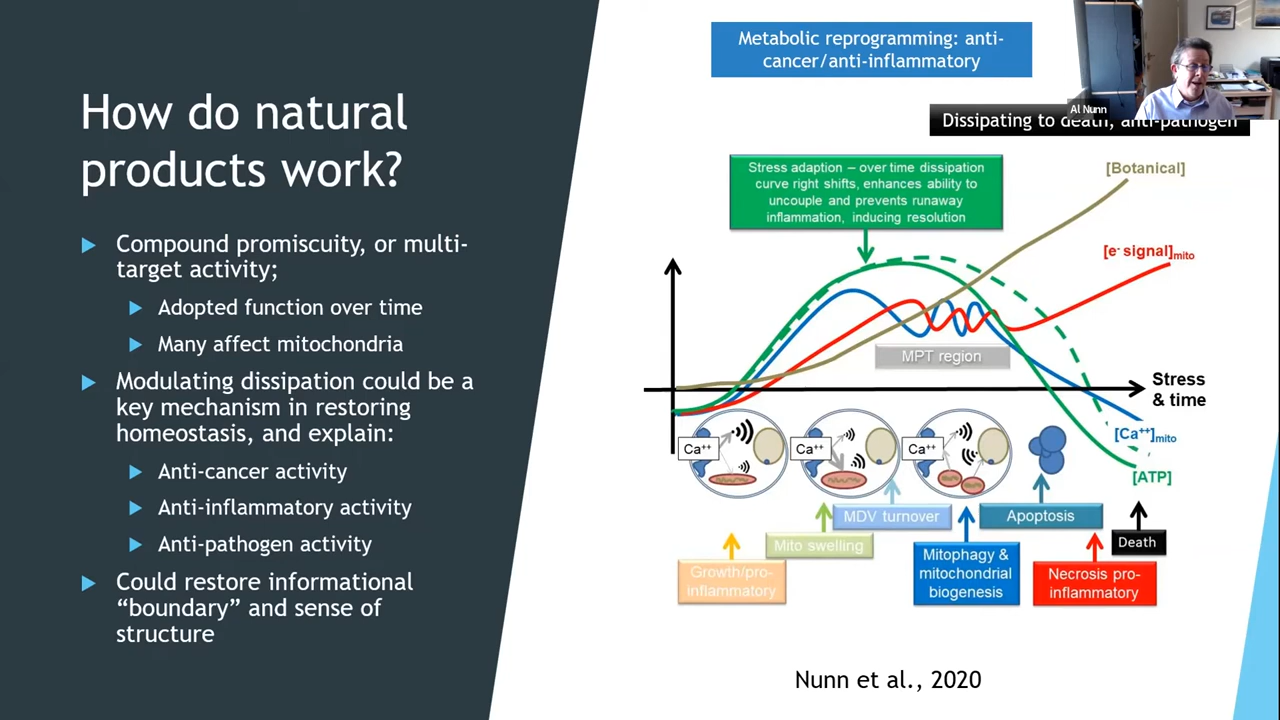 How do natural
products work?
Compound promiscuity, or multi-
target activity;
Adopted function over time
Many affect mitochondria
Modulating dissipation could be a
key mechanism in restoring
homeostasis, and explain:
Anti-cancer activity
Anti-inflammatory activity
Anti-pathogen activity
Could restore informational
“boundary” and sense of
structure
Metabolic reprogramming: anti-
cancer/anti-inflammatory
Al Nunn
Dissipating to death, anti-pathogen
Stress adaption – over time dissipation
curve right shifts, enhances ability to
uncouple and prevents runaway
inflammation, inducing resolution
[Botanical]
[e- signal]mito
MPT region
Stress
& time
[Ca++]mito
[ATP]
Ca++
Ca++
Ca++
MDV turnover
Apoptosis
Mito swelling
Death
Growth/pro-
inflammatory
Mitophagy &
mitochondrial
biogenesis
Necrosis pro-
inflammatory
Nunn et al., 2020